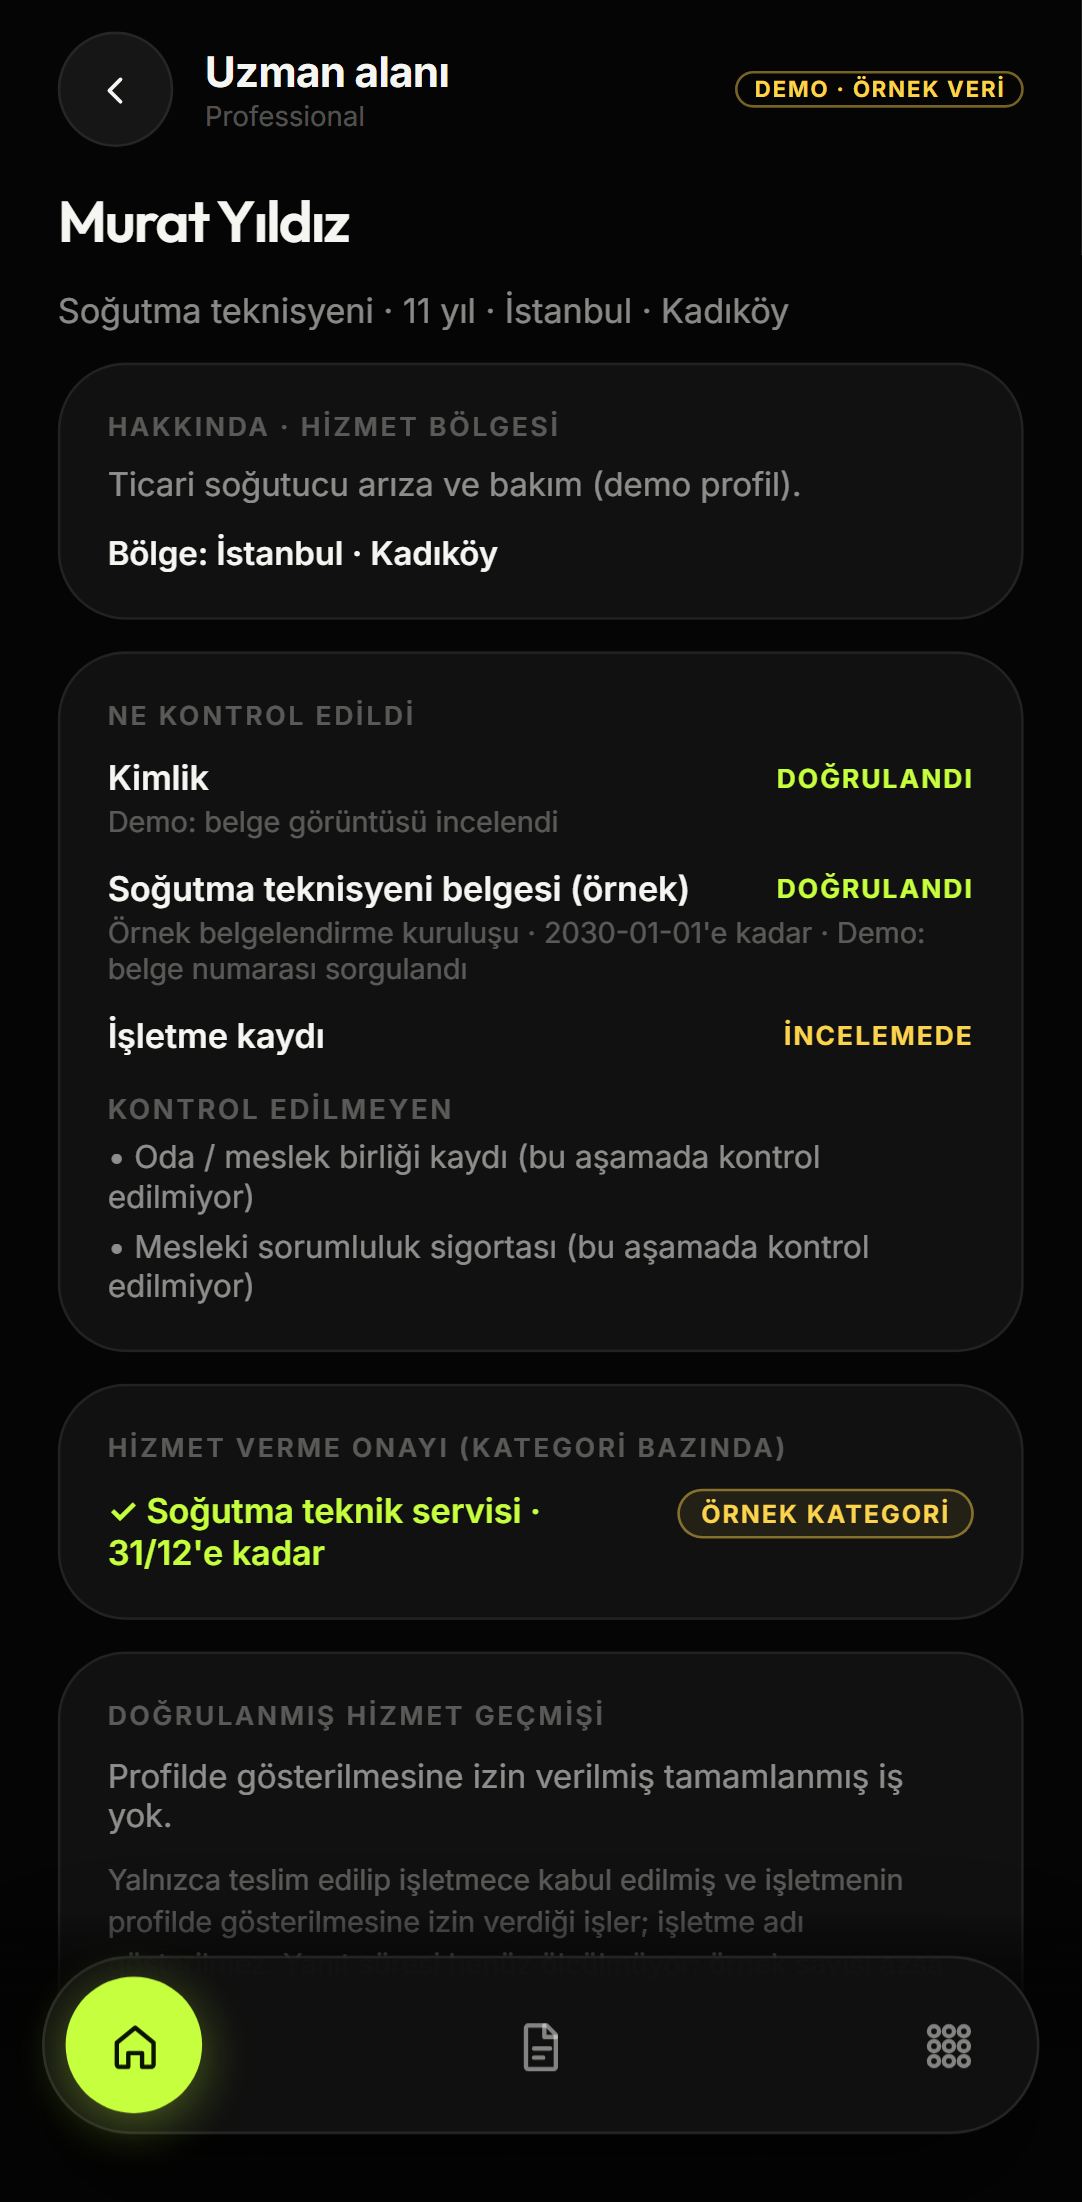 Uzman alanı
Professional
DEMO · ÖRNEK VERİ
Murat Yıldız
Soğutma teknisyeni · 11 yıl · İstanbul · Kadıköy
HAKKINDA · HİZMET BÖLGESİ
Ticari soğutucu arıza ve bakım (demo profil).
Bölge: İstanbul · Kadıköy
NE KONTROL EDİLDİ
Kimlik
DOĞRULANDI
Demo: belge görüntüsü incelendi
Soğutma teknisyeni belgesi (örnek)
DOĞRULANDI
Örnek belgelendirme kuruluşu · 2030-01-01'e kadar · Demo:
belge numarası sorgulandı
İşletme kaydı
İNCELEMEDE
KONTROL EDİLMEYEN
• Oda / meslek birliği kaydı (bu aşamada kontrol
edilmiyor)
• Mesleki sorumluluk sigortası (bu aşamada kontrol
edilmiyor)
HİZMET VERME ONAYI (KATEGORİ BAZINDA)
✓ Soğutma teknik servisi ·
31/12'e kadar
ÖRNEK KATEGORİ
DOĞRULANMIŞ HİZMET GEÇMİŞİ
Profilde gösterilmesine izin verilmiş tamamlanmış iş
yok.
Yalnızca teslim edilip işletmece kabul edilmiş ve işletmenin
profilde gösterilmesine izin verdiği işler; işletme adı